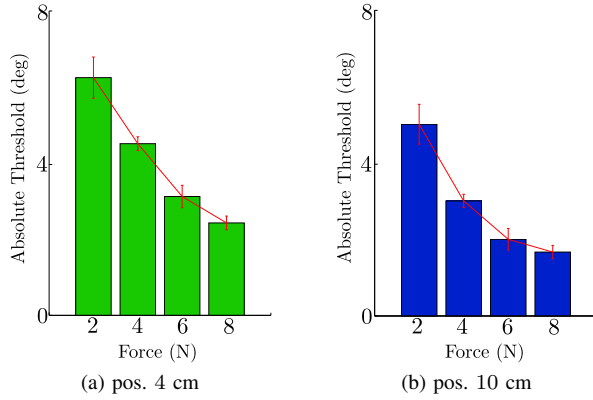 8
4
0
Absolute Threshold (deg)
2 4 6 8
Force (N)
(a) pos. 4 cm
8
4
0
Absolute Threshold (deg)
2 4 6 8
Force (N)
(b) pos. 10 cm